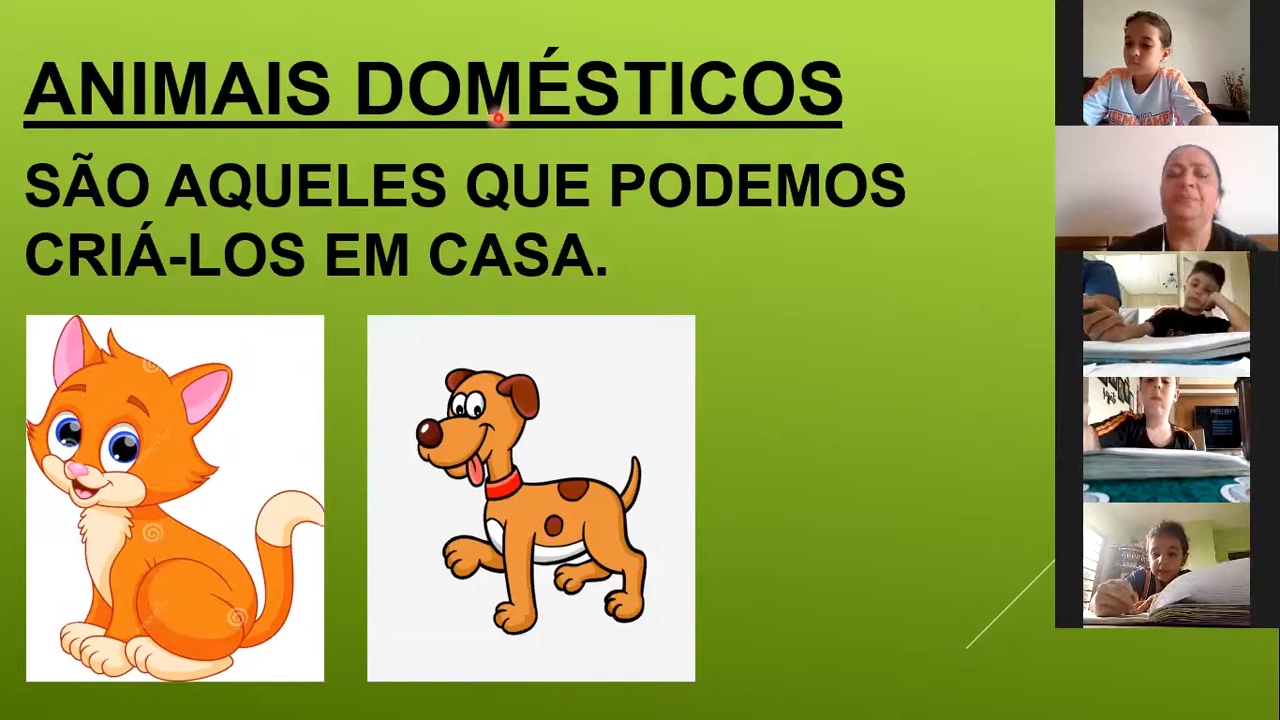 ANIMAIS DOMÉSTICOS
SÃO AQUELES QUE PODEMOS
CRIÁ-LOS EM CASA.